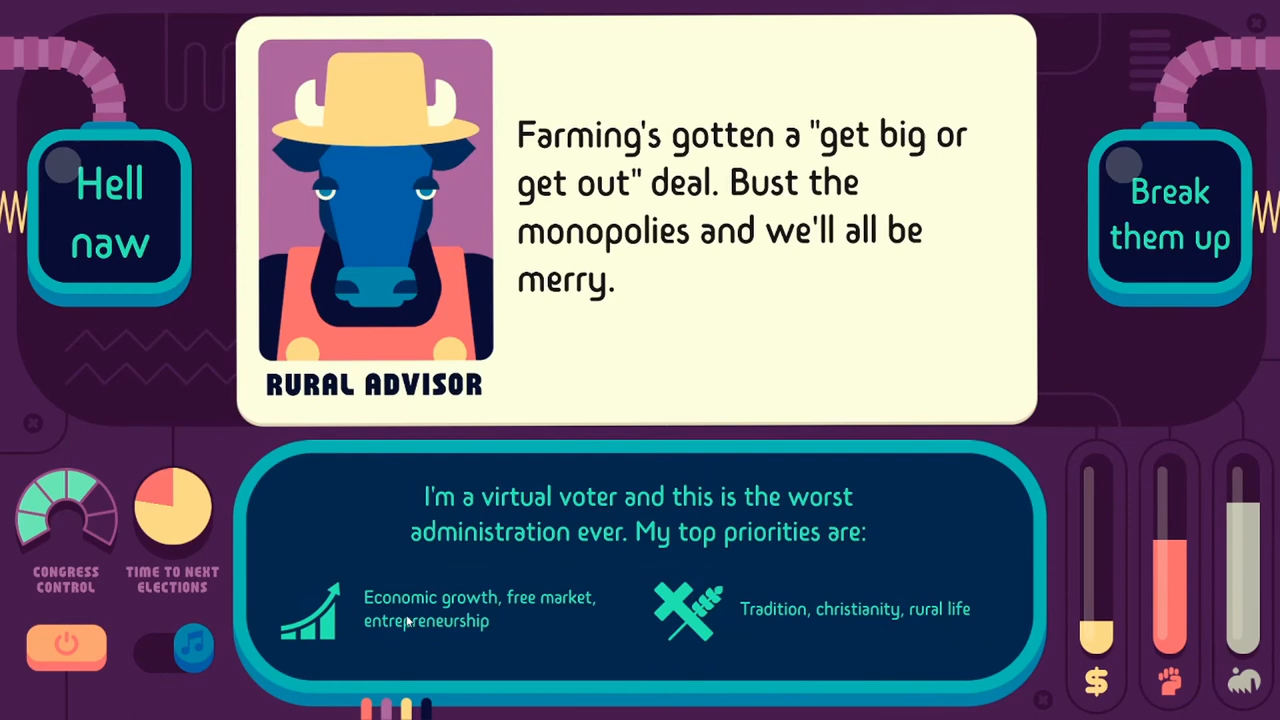 Hell
naw
Farming's gotten a "get big or
get out" deal. Bust the
monopolies and we'll all be
merry.
Break
them up
RURAL ADVISOR
I'm a virtual voter and this is the worst
administration ever. My top priorities are:
Economic growth, free market,
entrepreneurship
Tradition, christianity, rural life
CONGRESS
CONTROL
TIME TO NEXT
ELECTIONS
$